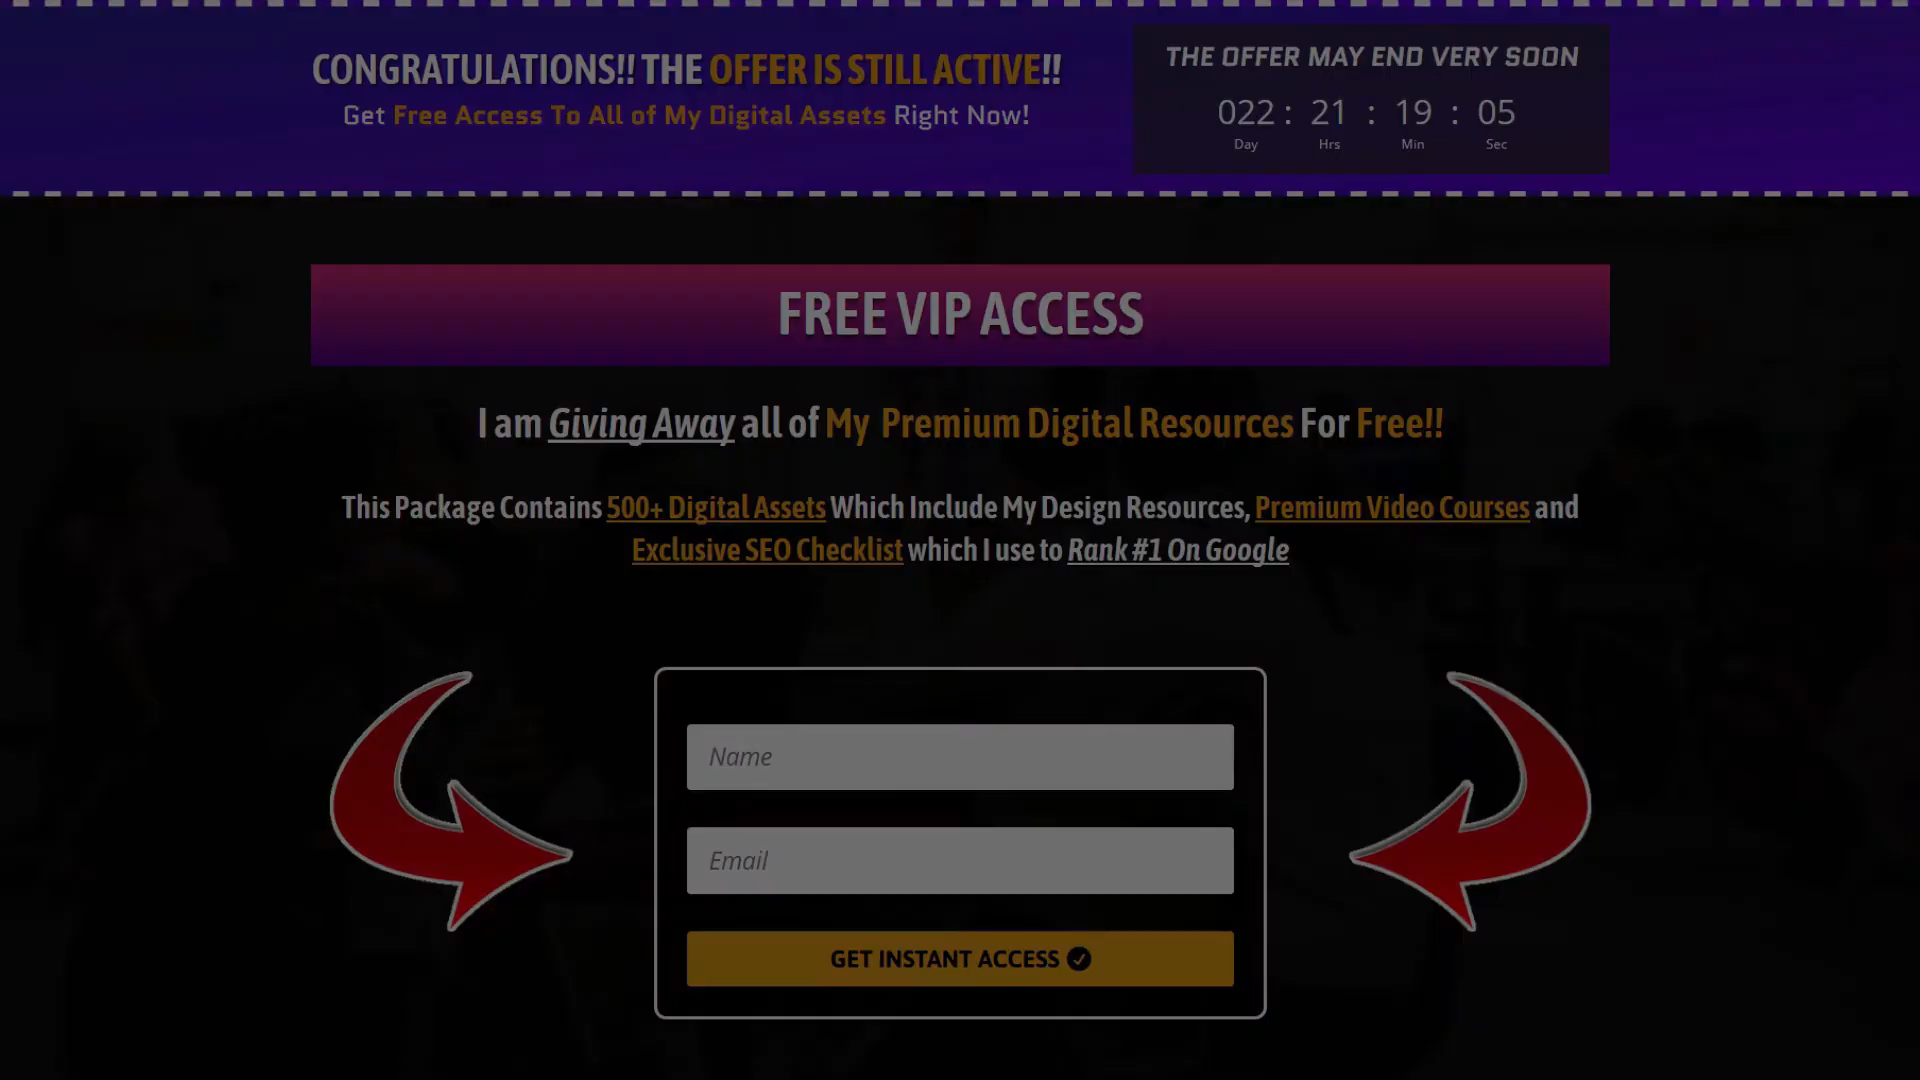 CONGRATULATIONS!! THE OFFER IS STILL ACTIVE!!
Get Free Access To All of My Digital Assets Right Now!
THE OFFER MAY END VERY SOON
022 : 21 : 19 : 05
Day Hrs Min Sec
FREE VIP ACCESS
I am Giving Away all of My Premium Digital Resources For Free!!
This Package Contains 500+ Digital Assets Which Include My Design Resources, Premium Video Courses and
Exclusive SEO Checklist which I use to Rank #1 On Google
Name
Email
GET INSTANT ACCESS